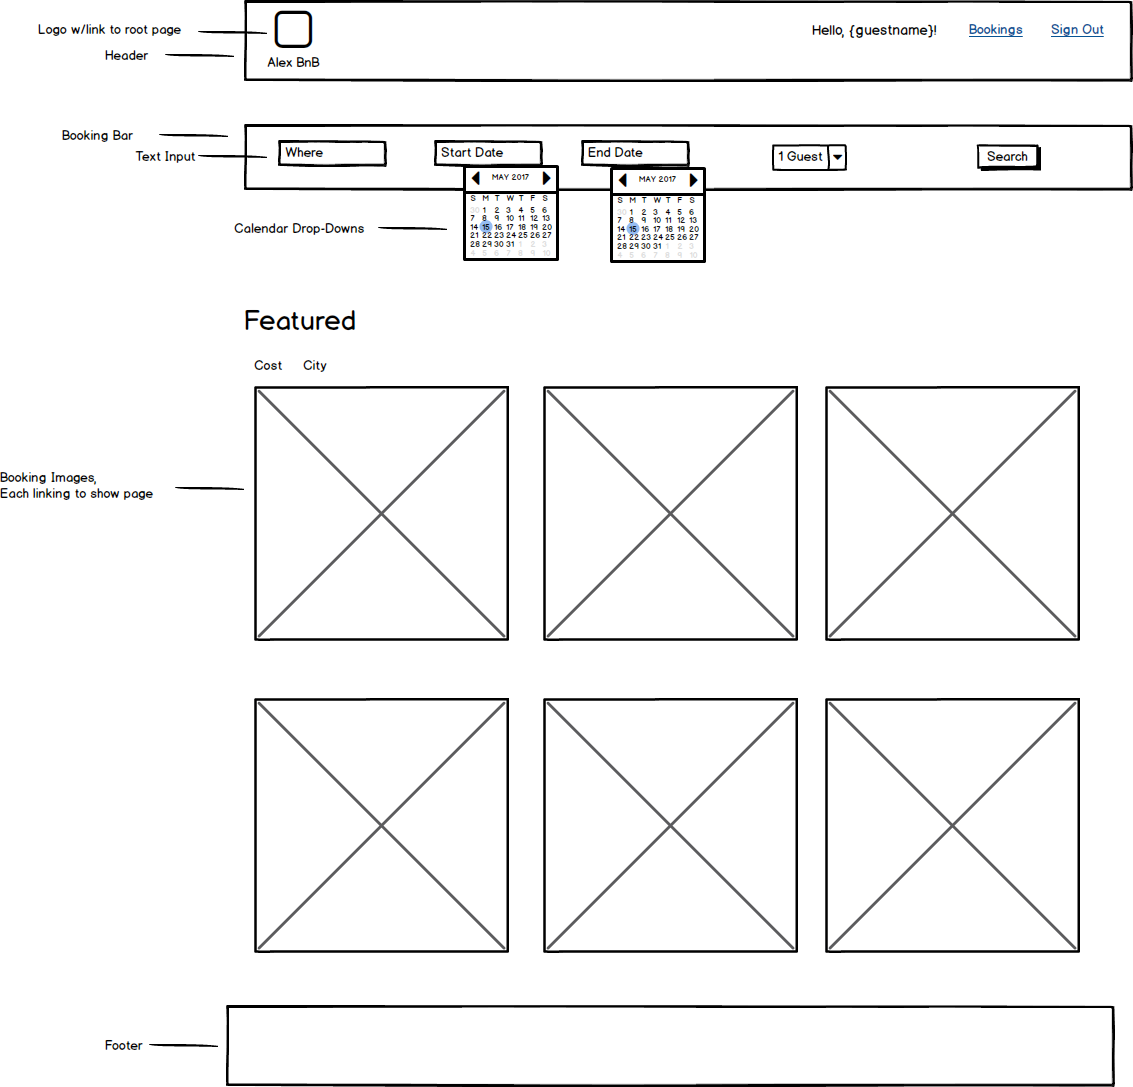 Logo w/link to root page
Hello, {guestname}!
Bookings
Sign Out
Header
Alex BnB
Booking Bar
Text Input
Where
Start Date
End Date
1 Guest
Search
MAY 2017
S M T W T F S
30 1 2 3 4 5 6
7 8 9 10 11 12 13
14 15 16 17 18 19 20
21 22 23 24 25 26 27
28 29 30 31 1 2 3
4 5 6 7 8 9 10
MAY 2017
S M T W T F S
30 1 2 3 4 5 6
7 8 9 10 11 12 13
14 15 16 17 18 19 20
21 22 23 24 25 26 27
28 29 30 31 1 2 3
4 5 6 7 8 9 10
Calendar Drop-Downs
Featured
Cost
City
Booking Images,
Each linking to show page
Footer